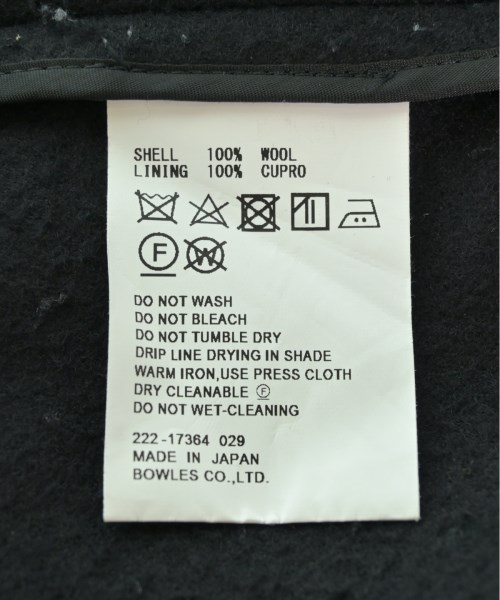 SHELL 100% WOOL
LINING 100% CUPRO
F W
DO NOT WASH
DO NOT BLEACH
DO NOT TUMBLE DRY
DRIP LINE DRYING IN SHADE
WARM IRON,USE PRESS CLOTH
DRY CLEANABLE Ⓕ
DO NOT WET-CLEANING
222-17364 029
MADE IN JAPAN
BOWLES CO.,LTD.